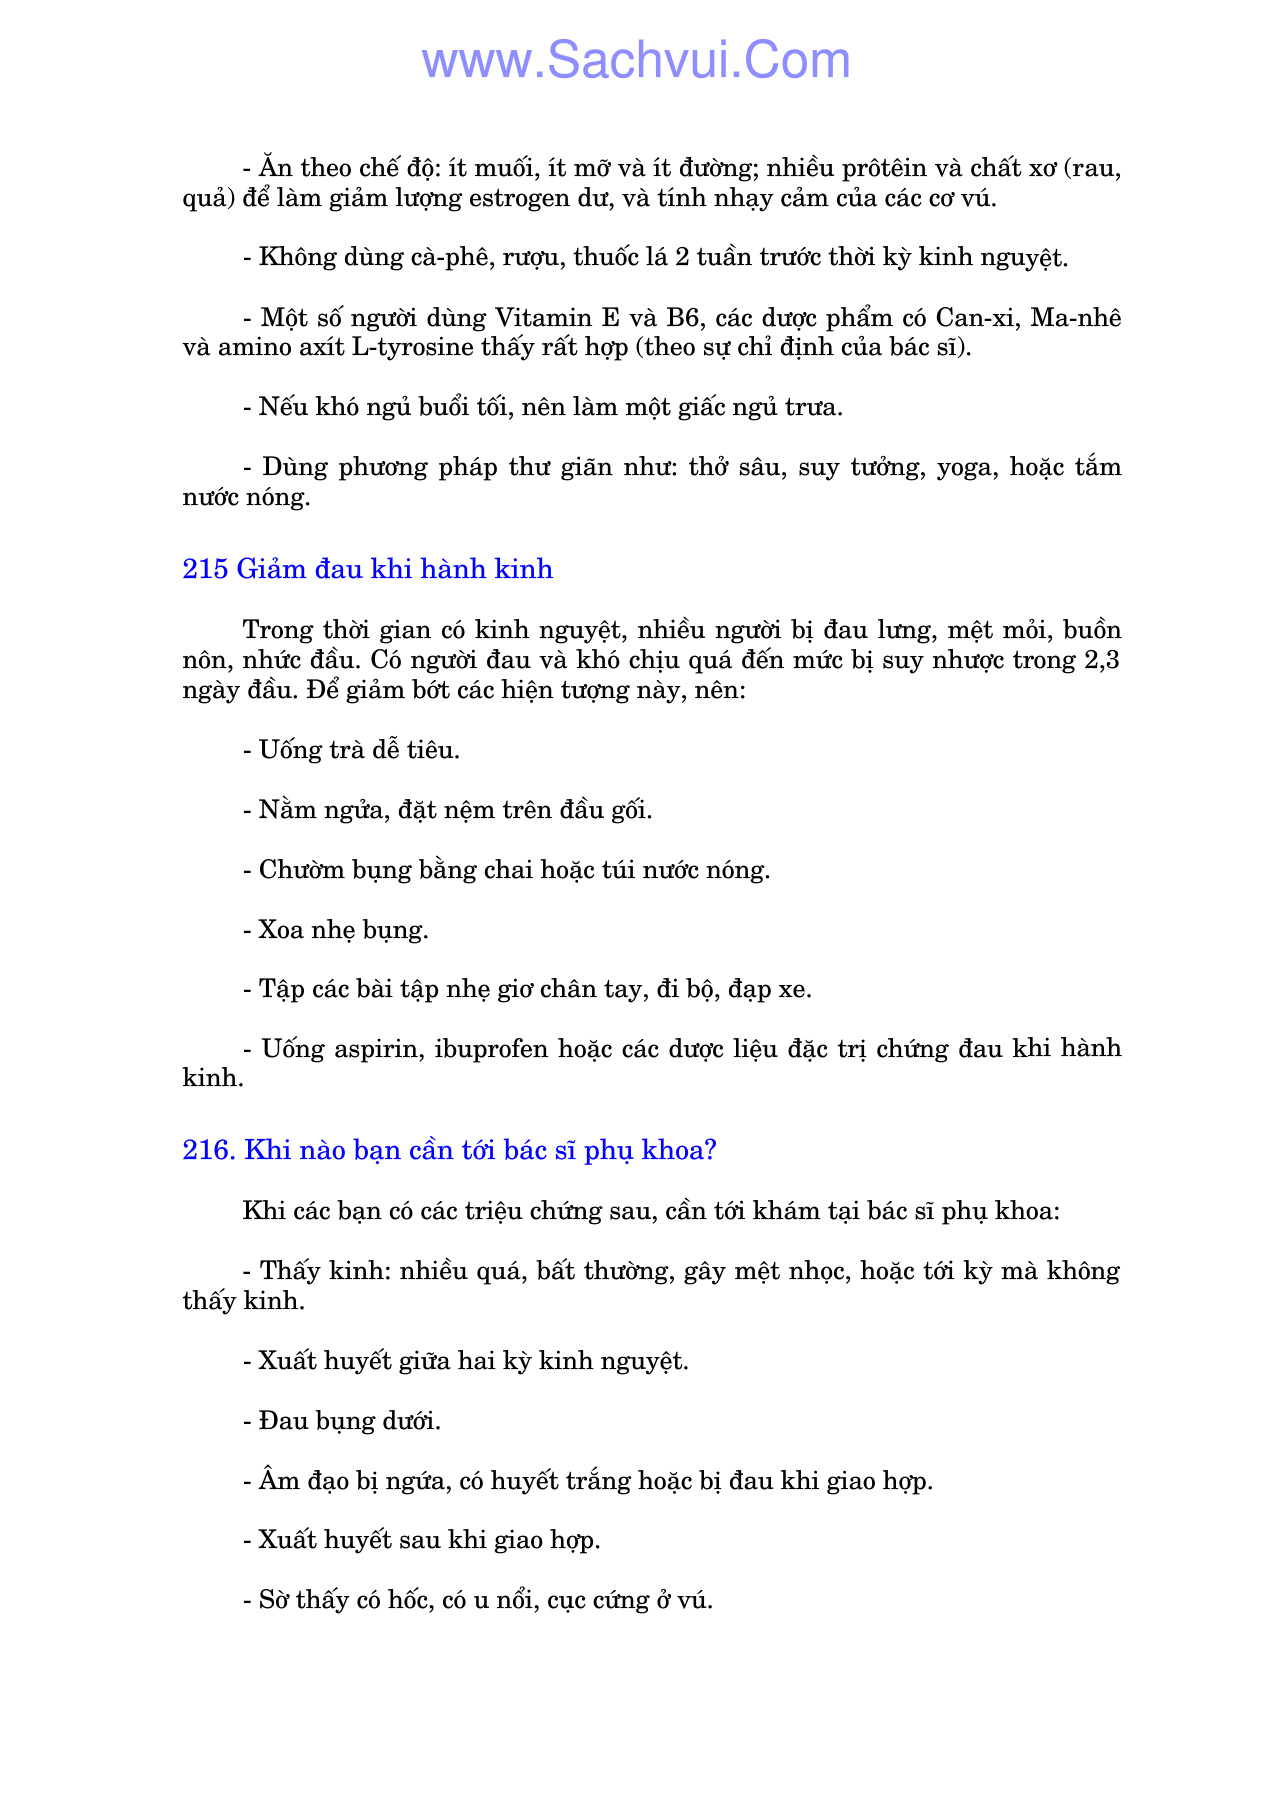 www.Sachvui.Com
- Ăn theo chế độ: ít muối, ít mỡ và ít đường; nhiều prôtêin và chất xơ (rau,
quả) để làm giảm lượng estrogen dư, và tính nhạy cảm của các cơ vú.
- Không dùng cà-phê, rượu, thuốc lá 2 tuần trước thời kỳ kinh nguyệt.
- Một số người dùng Vitamin E và B6, các dược phẩm có Can-xi, Ma-nhê
và amino axít L-tyrosine thấy rất hợp (theo sự chỉ định của bác sĩ).
- Nếu khó ngủ buổi tối, nên làm một giấc ngủ trưa.
- Dùng phương pháp thư giãn như: thở sâu, suy tưởng, yoga, hoặc tắm
nước nóng.
215 Giảm đau khi hành kinh
Trong thời gian có kinh nguyệt, nhiều người bị đau lưng, mệt mỏi, buồn
nôn, nhức đầu. Có người đau và khó chịu quá đến mức bị suy nhược trong 2,3
ngày đầu. Để giảm bớt các hiện tượng này, nên:
- Uống trà dễ tiêu.
- Nằm ngửa, đặt nệm trên đầu gối.
- Chườm bụng bằng chai hoặc túi nước nóng.
- Xoa nhẹ bụng.
- Tập các bài tập nhẹ giơ chân tay, đi bộ, đạp xe.
- Uống aspirin, ibuprofen hoặc các dược liệu đặc trị chứng đau khi hành
kinh.
216. Khi nào bạn cần tới bác sĩ phụ khoa?
Khi các bạn có các triệu chứng sau, cần tới khám tại bác sĩ phụ khoa:
- Thấy kinh: nhiều quá, bất thường, gây mệt nhọc, hoặc tới kỳ mà không
thấy kinh.
- Xuất huyết giữa hai kỳ kinh nguyệt.
- Đau bụng dưới.
- Âm đạo bị ngứa, có huyết trắng hoặc bị đau khi giao hợp.
- Xuất huyết sau khi giao hợp.
- Sờ thấy có hốc, có u nổi, cục cứng ở vú.